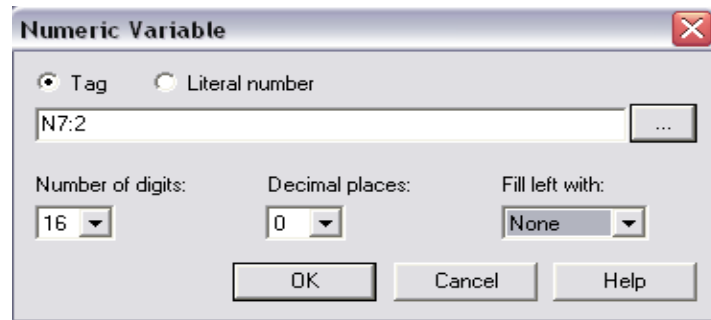 Numeric Variable
Tag Literal number
N7:2 ...
Number of digits: Decimal places: Fill left with:
16 0 None
OK Cancel Help